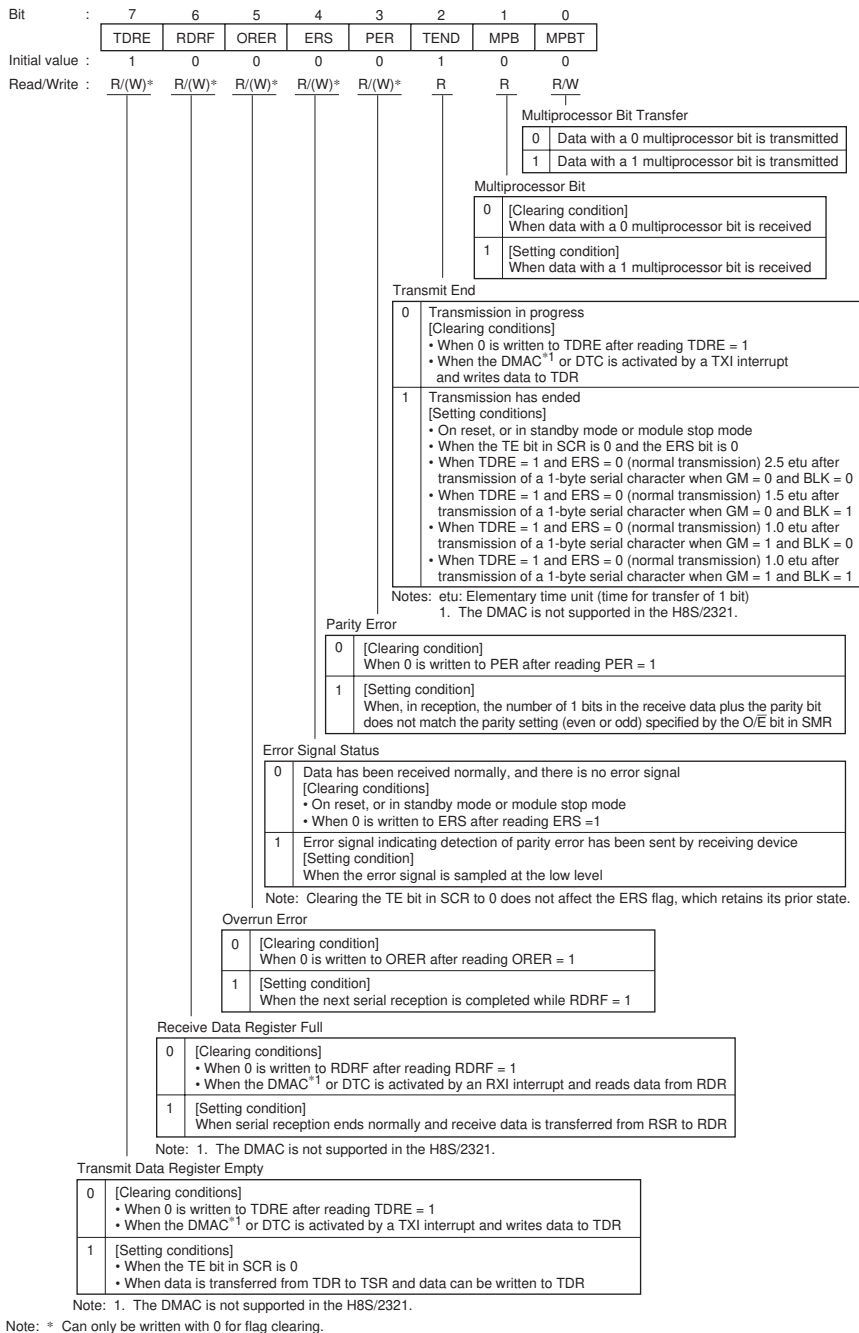 Bit : 7 6 5 4 3 2 1 0
TDRE RDRF ORER ERS PER TEND MPB MPBT
Initial value : 1 0 0 0 0 1 0 0
Read/Write : R/(W)* R/(W)* R/(W)* R/(W)* R/(W)* R R R/W
Multiprocessor Bit Transfer
0 Data with a 0 multiprocessor bit is transmitted
1 Data with a 1 multiprocessor bit is transmitted
Multiprocessor Bit
0 [Clearing condition]
When data with a 0 multiprocessor bit is received
1 [Setting condition]
When data with a 1 multiprocessor bit is received
Transmit End
0 Transmission in progress
[Clearing conditions]
• When 0 is written to TDRE after reading TDRE = 1
• When the DMAC*1 or DTC is activated by a TXI interrupt
and writes data to TDR
1 Transmission has ended
[Setting conditions]
• On reset, or in standby mode or module stop mode
• When the TE bit in SCR is 0 and the ERS bit is 0
• When TDRE = 1 and ERS = 0 (normal transmission) 2.5 etu after
transmission of a 1-byte serial character when GM = 0 and BLK = 0
• When TDRE = 1 and ERS = 0 (normal transmission) 1.5 etu after
transmission of a 1-byte serial character when GM = 0 and BLK = 1
• When TDRE = 1 and ERS = 0 (normal transmission) 1.0 etu after
transmission of a 1-byte serial character when GM = 1 and BLK = 0
• When TDRE = 1 and ERS = 0 (normal transmission) 1.0 etu after
transmission of a 1-byte serial character when GM = 1 and BLK = 1
Notes: etu: Elementary time unit (time for transfer of 1 bit)
1. The DMAC is not supported in the H8S/2321.
Parity Error
0 [Clearing condition]
When 0 is written to PER after reading PER = 1
1 [Setting condition]
When, in reception, the number of 1 bits in the receive data plus the parity bit
does not match the parity setting (even or odd) specified by the O/E̅ bit in SMR
Error Signal Status
0 Data has been received normally, and there is no error signal
[Clearing conditions]
• On reset, or in standby mode or module stop mode
• When 0 is written to ERS after reading ERS =1
1 Error signal indicating detection of parity error has been sent by receiving device
[Setting condition]
When the error signal is sampled at the low level
Note: Clearing the TE bit in SCR to 0 does not affect the ERS flag, which retains its prior state.
Overrun Error
0 [Clearing condition]
When 0 is written to ORER after reading ORER = 1
1 [Setting condition]
When the next serial reception is completed while RDRF = 1
Receive Data Register Full
0 [Clearing conditions]
• When 0 is written to RDRF after reading RDRF = 1
• When the DMAC*1 or DTC is activated by an RXI interrupt and reads data from RDR
1 [Setting condition]
When serial reception ends normally and receive data is transferred from RSR to RDR
Note: 1. The DMAC is not supported in the H8S/2321.
Transmit Data Register Empty
0 [Clearing conditions]
• When 0 is written to TDRE after reading TDRE = 1
• When the DMAC*1 or DTC is activated by a TXI interrupt and writes data to TDR
1 [Setting conditions]
• When the TE bit in SCR is 0
• When data is transferred from TDR to TSR and data can be written to TDR
Note: 1. The DMAC is not supported in the H8S/2321.
Note: * Can only be written with 0 for flag clearing.